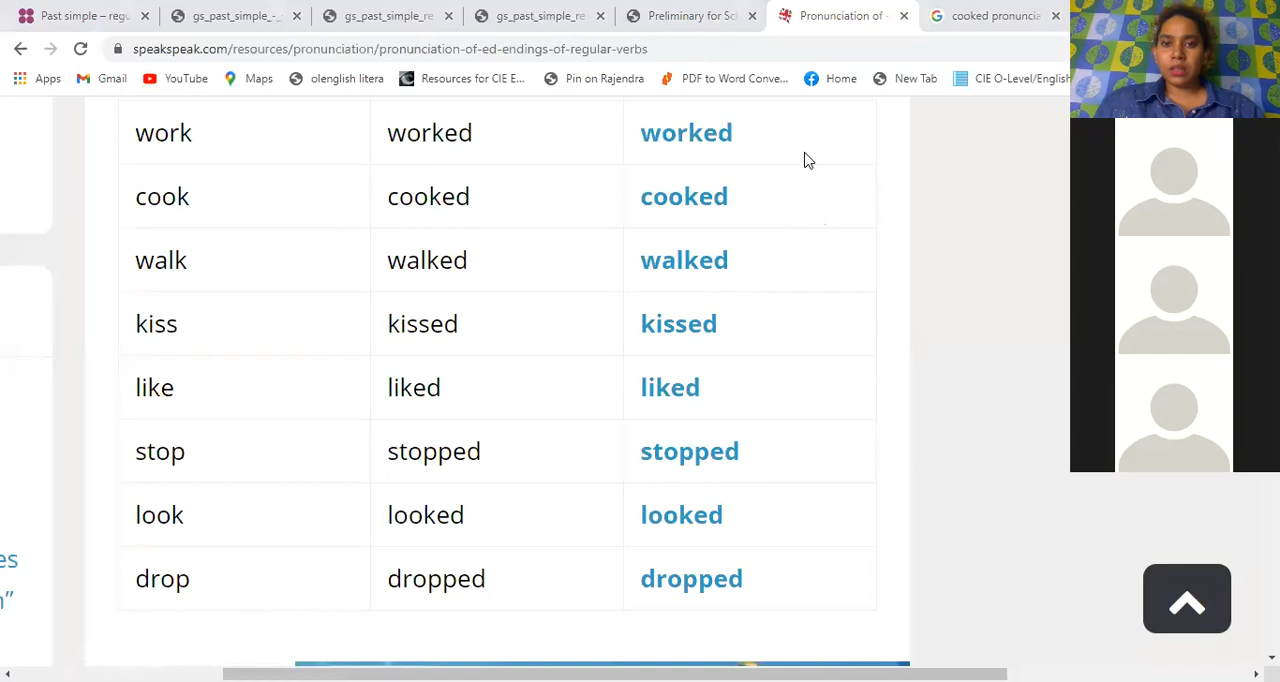 Past simple – regu
gs_past_simple_-_
gs_past_simple_re
gs_past_simple_re
Preliminary for Sc
Pronunciation of -
cooked pronuncia
speakspeak.com/resources/pronunciation/pronunciation-of-ed-endings-of-regular-verbs
Apps Gmail YouTube Maps olenglish litera Resources for CIE E... Pin on Rajendra PDF to Word Conve... Home New Tab CIE O-Level/English
work worked worked
cook cooked cooked
walk walked walked
kiss kissed kissed
like liked liked
stop stopped stopped
look looked looked
drop dropped dropped
es
n”